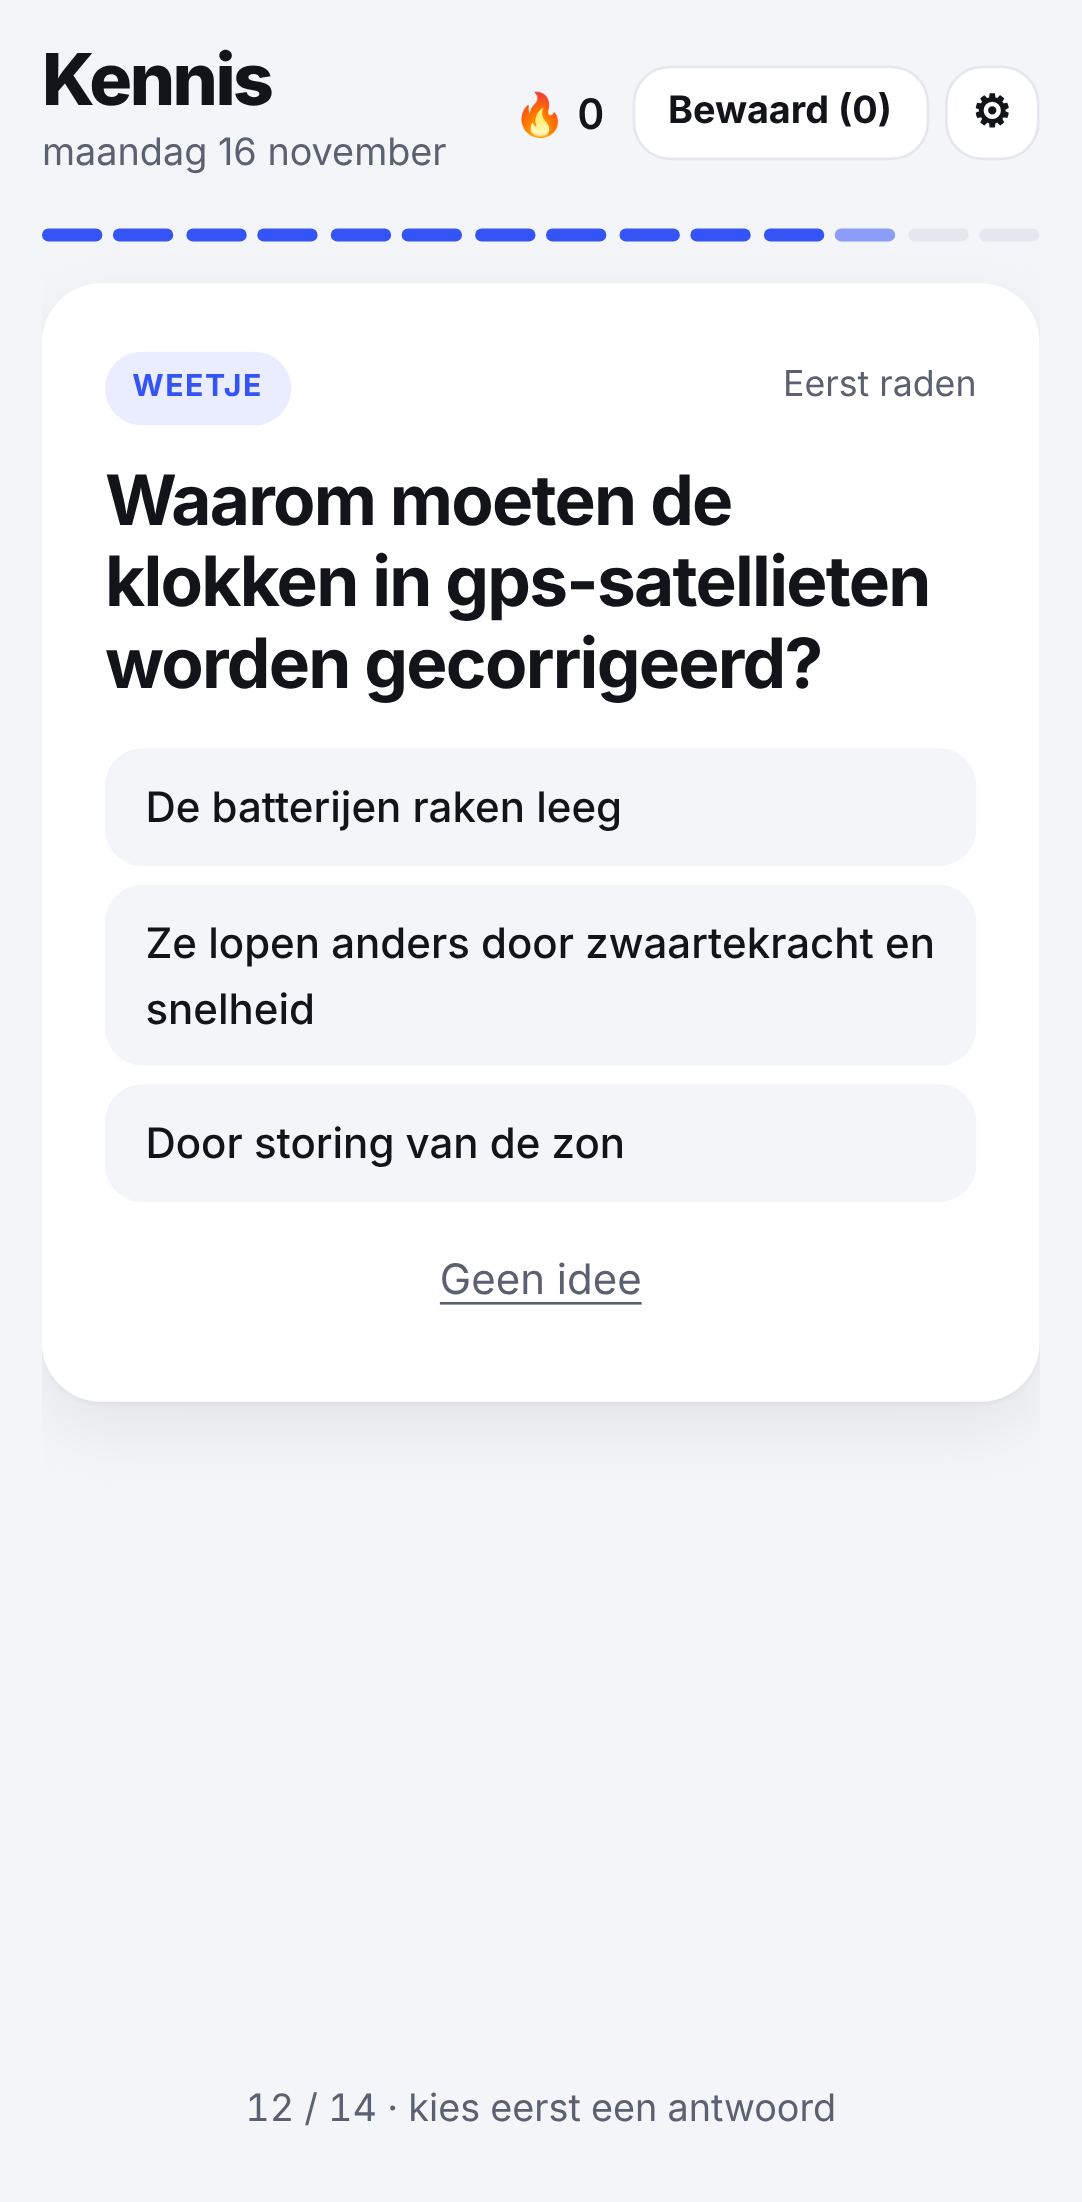 Kennis
maandag 16 november
🔥 0
Bewaard (0)
⚙
WEETJE
Eerst raden
Waarom moeten de
klokken in gps-satellieten
worden gecorrigeerd?
De batterijen raken leeg
Ze lopen anders door zwaartekracht en
snelheid
Door storing van de zon
Geen idee
12 / 14 · kies eerst een antwoord